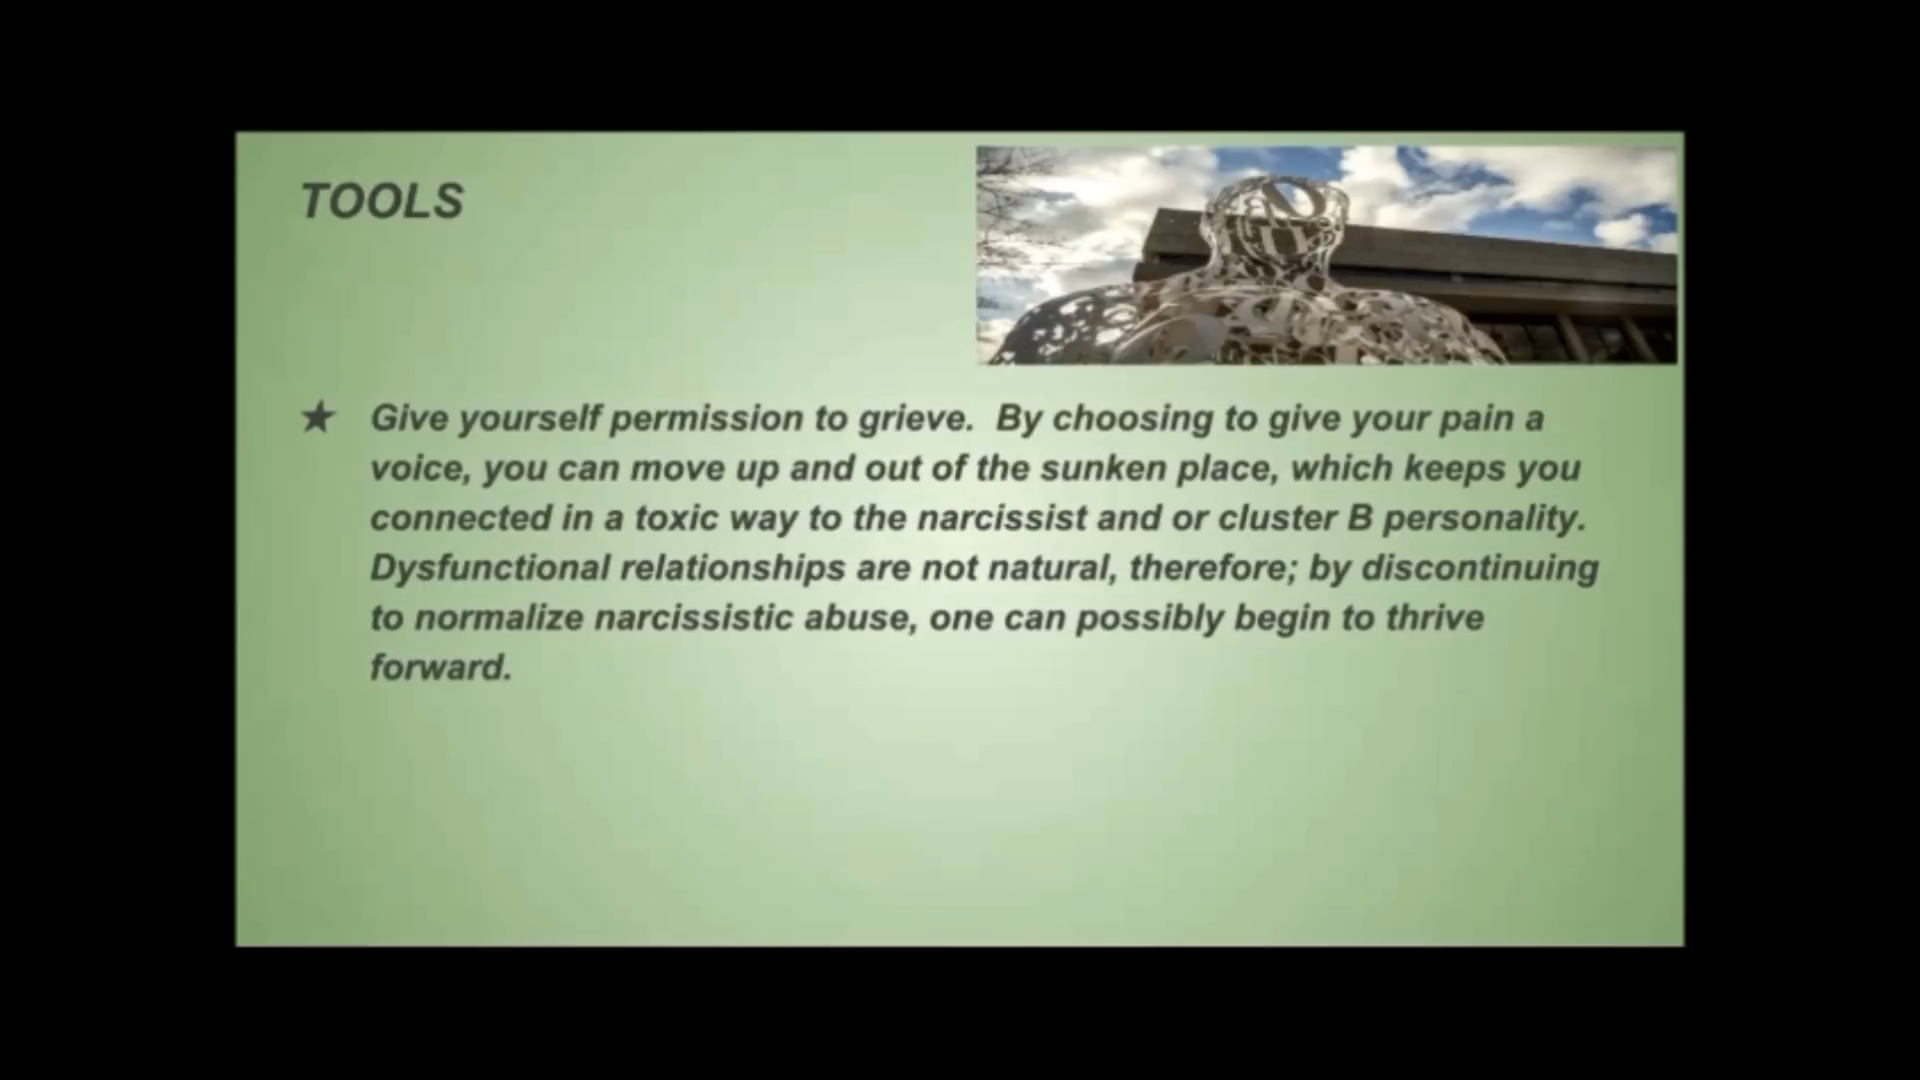 TOOLS
★ Give yourself permission to grieve.  By choosing to give your pain a
voice, you can move up and out of the sunken place, which keeps you
connected in a toxic way to the narcissist and or cluster B personality.
Dysfunctional relationships are not natural, therefore; by discontinuing
to normalize narcissistic abuse, one can possibly begin to thrive
forward.